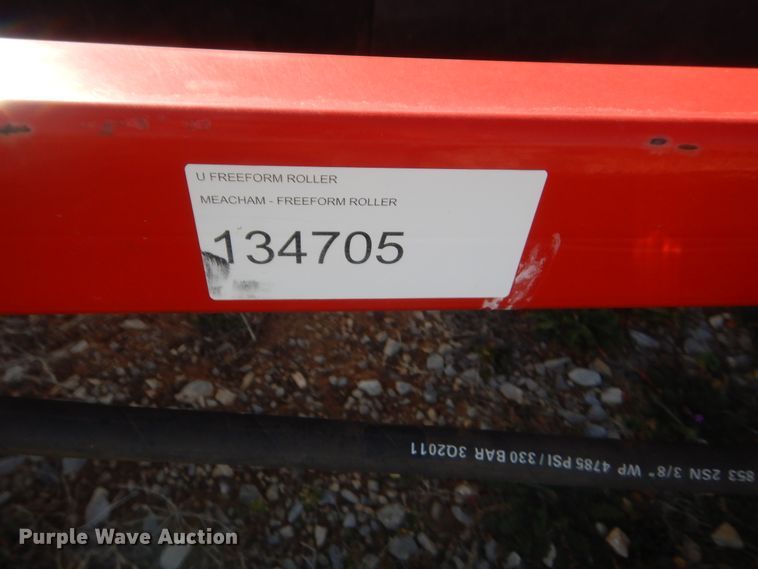 U FREEFORM ROLLER
MEACHAM - FREEFORM ROLLER
134705
853 2SN 3/8" WP 4785 PSI / 330 BAR 3Q2011
Purple Wave Auction